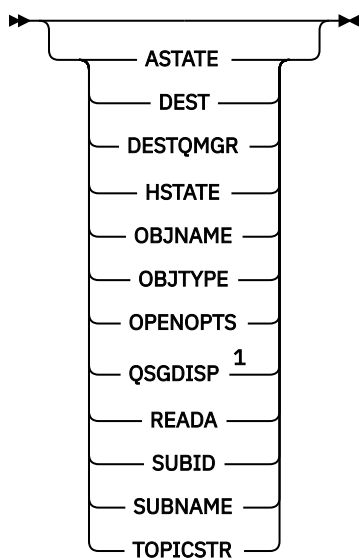 ASTATE
DEST
DESTQMGR
HSTATE
OBJNAME
OBJTYPE
OPENOPTS
QSGDISP 1
READA
SUBID
SUBNAME
TOPICSTR